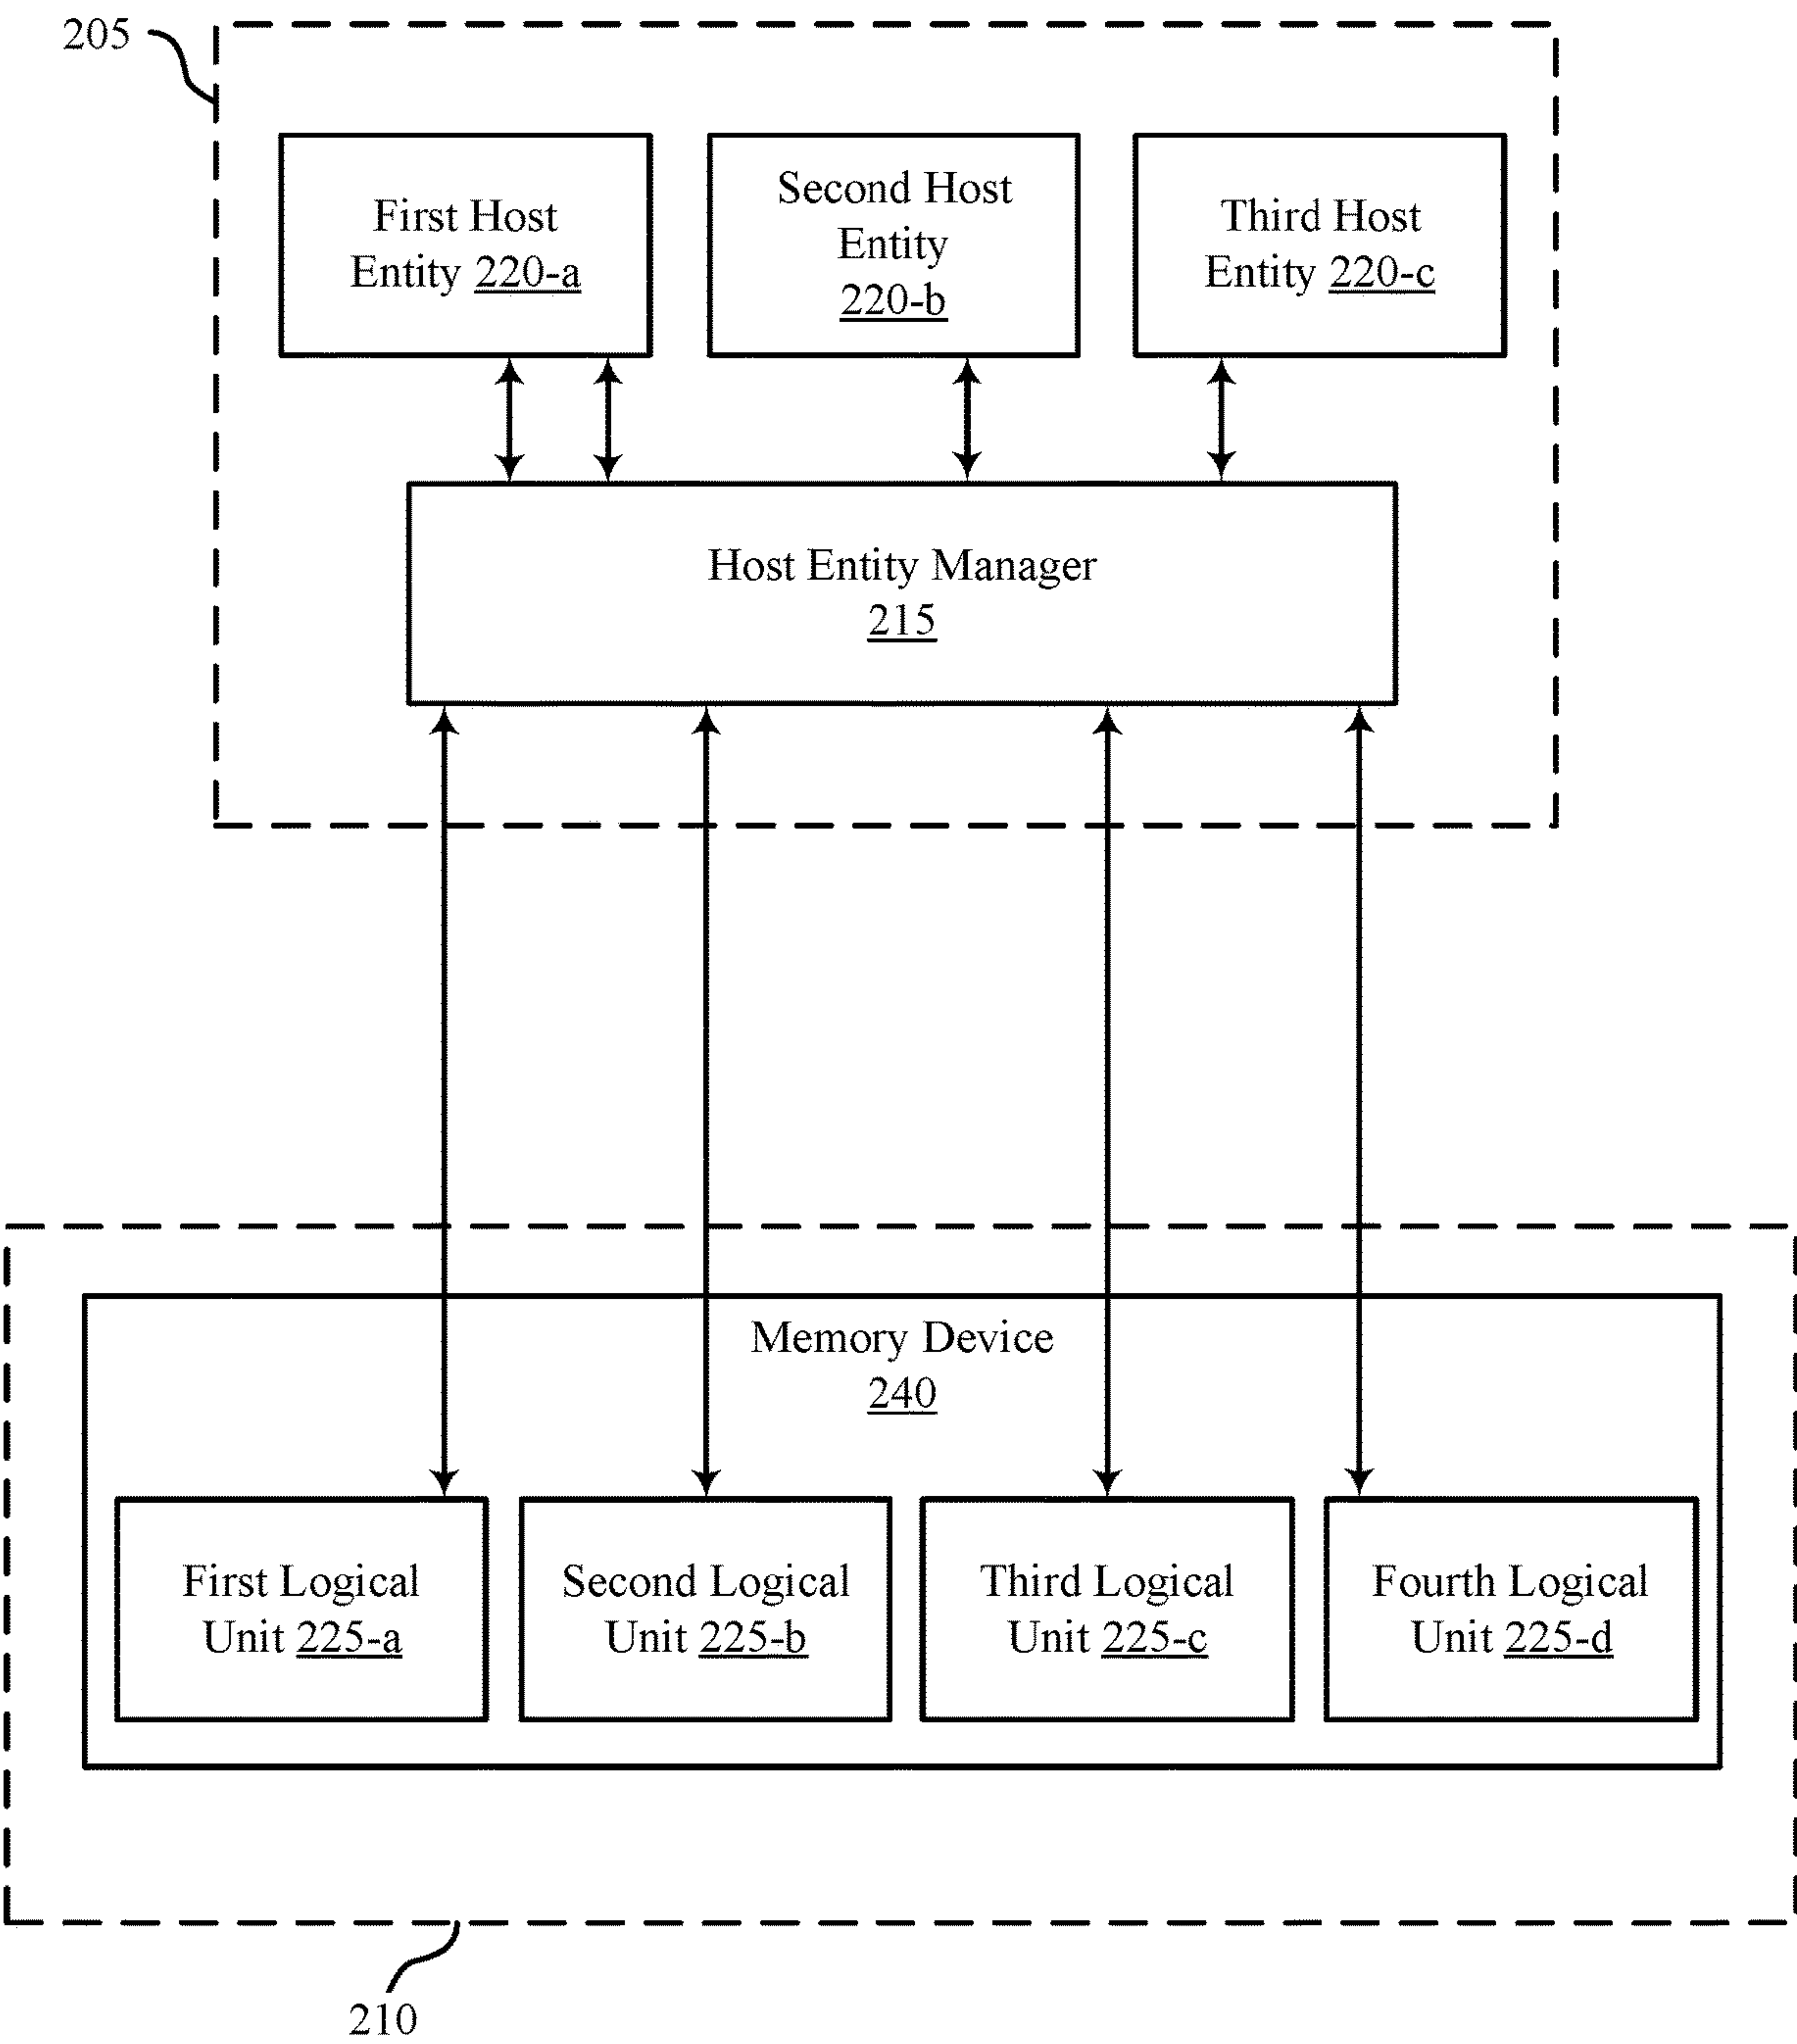 205
First Host
Entity 220-a
Second Host
Entity
220-b
Third Host
Entity 220-c
Host Entity Manager
215
Memory Device
240
First Logical
Unit 225-a
Second Logical
Unit 225-b
Third Logical
Unit 225-c
Fourth Logical
Unit 225-d
210